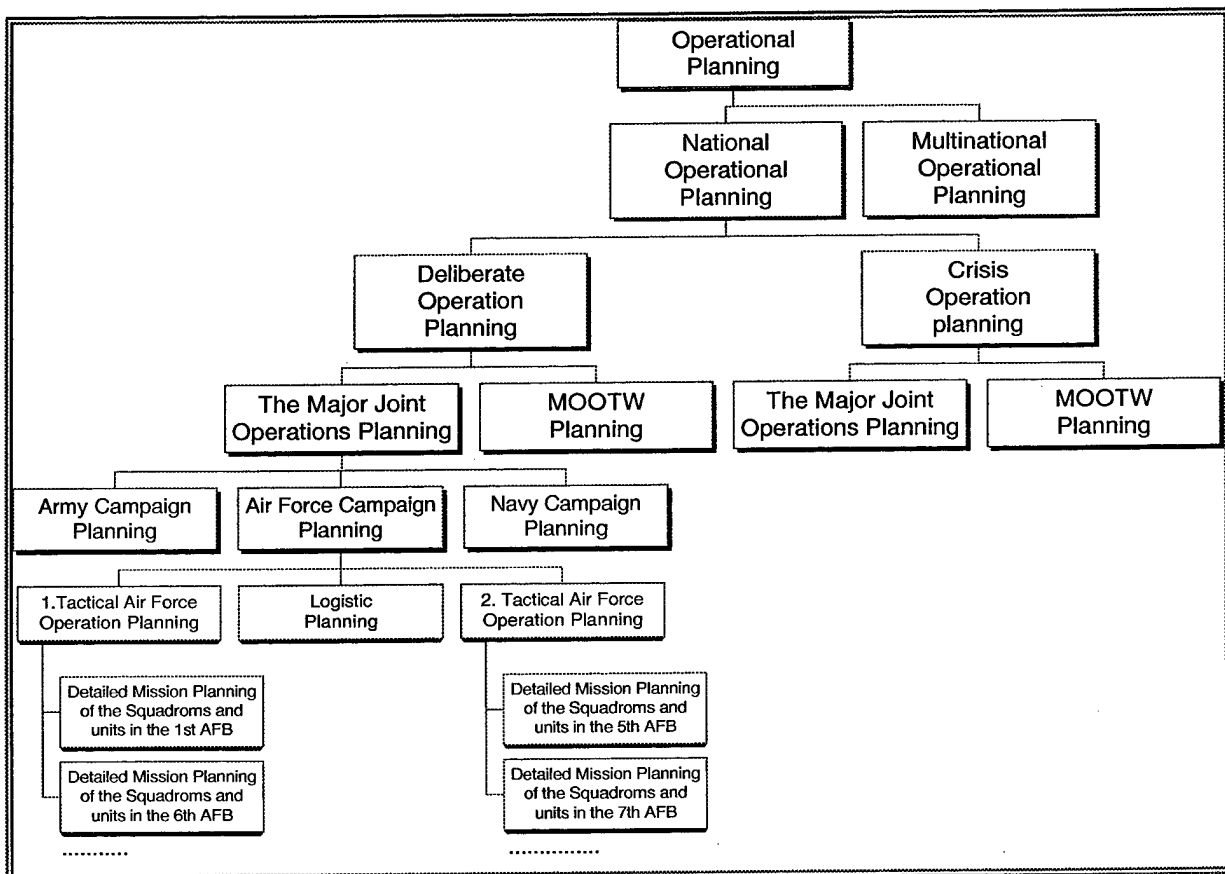 Operational
Planning
National
Operational
Planning
Multinational
Operational
Planning
Deliberate
Operation
Planning
Crisis
Operation
planning
The Major Joint
Operations Planning
MOOTW
Planning
The Major Joint
Operations Planning
MOOTW
Planning
Army Campaign
Planning
Air Force Campaign
Planning
Navy Campaign
Planning
1.Tactical Air Force
Operation Planning
Logistic
Planning
2. Tactical Air Force
Operation Planning
Detailed Mission Planning
of the Squadroms and
units in the 1st AFB
Detailed Mission Planning
of the Squadroms and
units in the 5th AFB
Detailed Mission Planning
of the Squadroms and
units in the 6th AFB
Detailed Mission Planning
of the Squadroms and
units in the 7th AFB
...........
...............